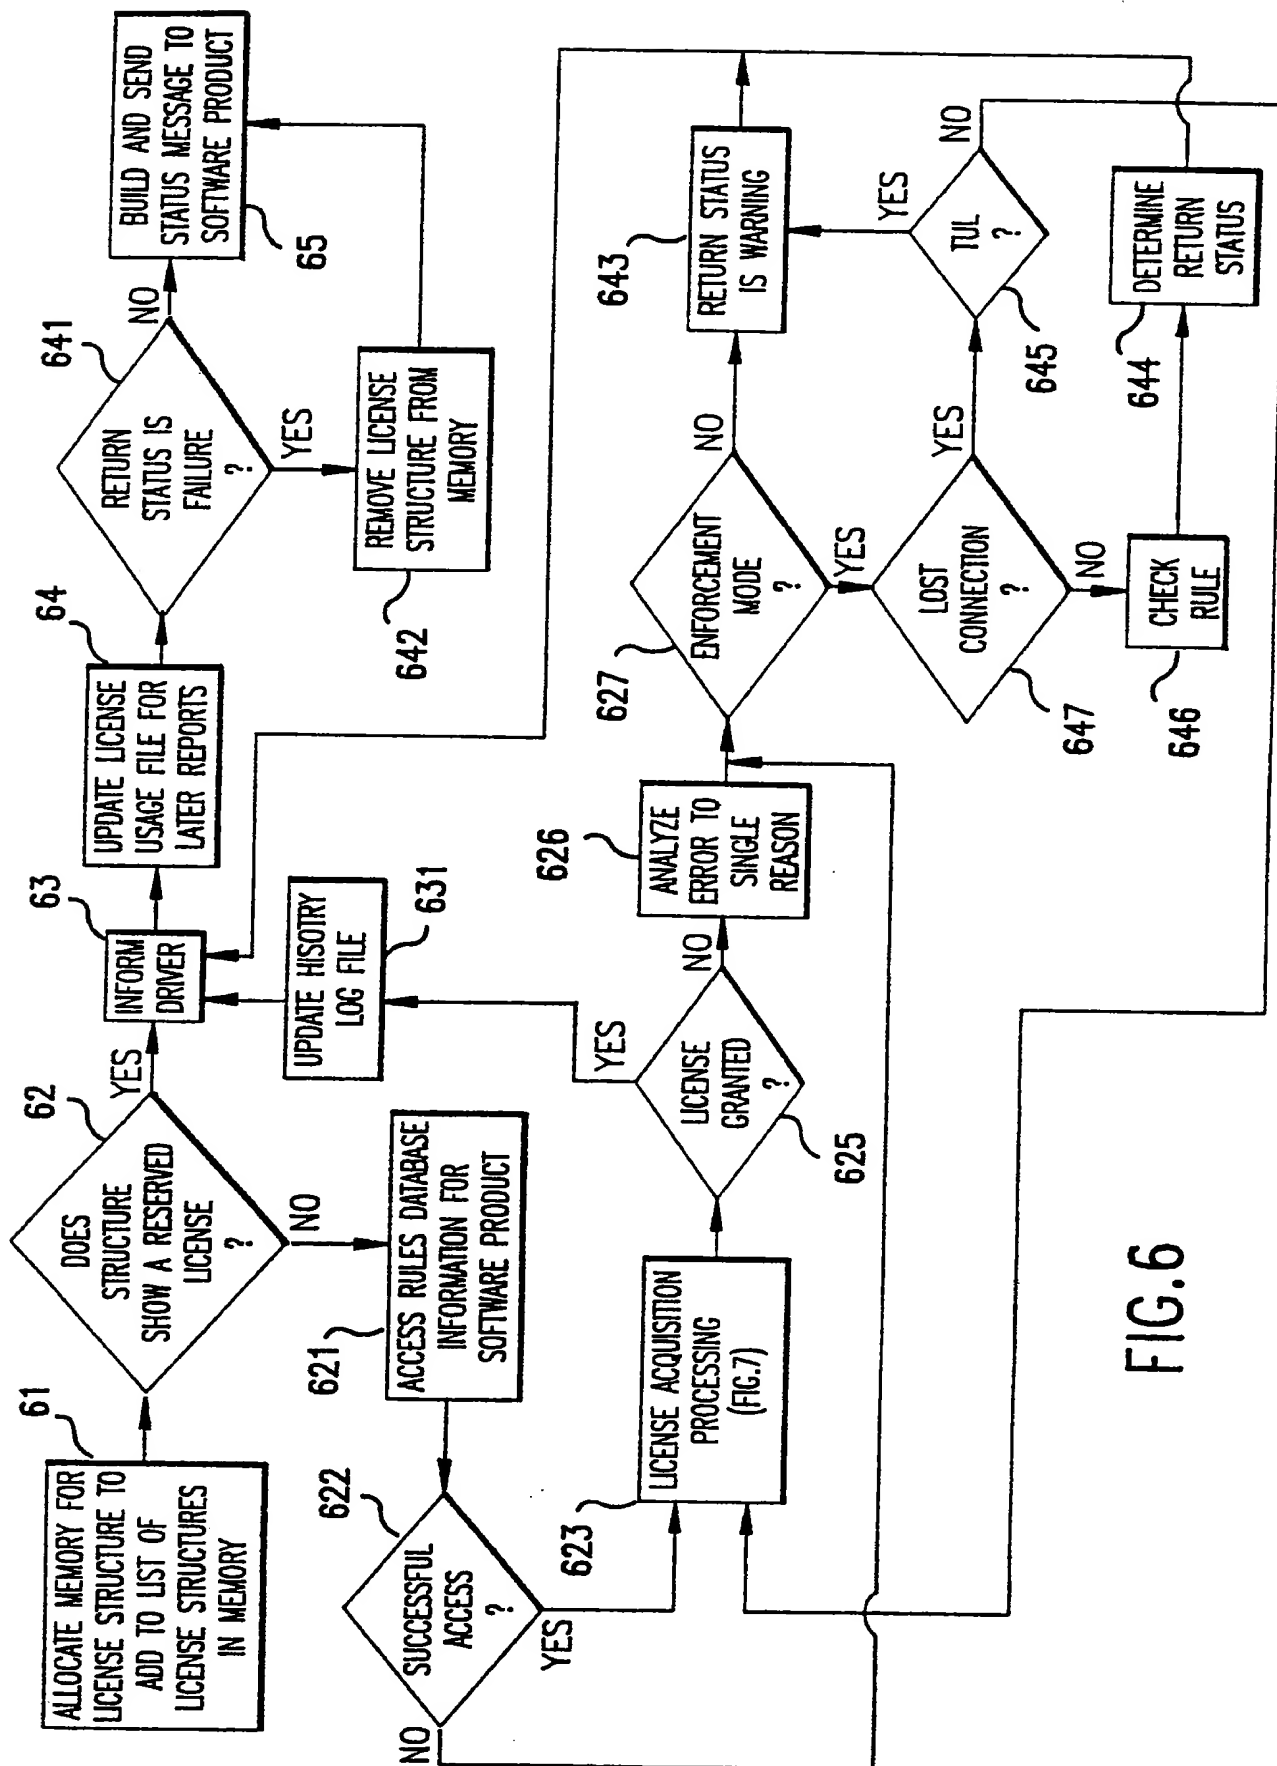 61
ALLOCATE MEMORY FOR
LICENSE STRUCTURE TO
ADD TO LIST OF
LICENSE STRUCTURES
IN MEMORY
62
DOES
STRUCTURE
SHOW A RESERVED
LICENSE
?
YES
NO
63
INFORM
DRIVER
64
UPDATE LICENSE
USAGE FILE FOR
LATER REPORTS
641
RETURN
STATUS IS
FAILURE
?
NO
YES
BUILD AND SEND
STATUS MESSAGE TO
SOFTWARE PRODUCT
65
REMOVE LICENSE
STRUCTURE FROM
MEMORY
642
UPDATE HISOTRY
LOG FILE
631
621
ACCESS RULES DATABASE
INFORMATION FOR
SOFTWARE PRODUCT
622
SUCCESSFUL
ACCESS
?
NO
YES
623
LICENSE ACQUISITION
PROCESSING
(FIG.7)
LICENSE
GRANTED
?
625
YES
NO
626
ANALYZE
ERROR TO
SINGLE
REASON
627
ENFORCEMENT
MODE
?
NO
YES
643
RETURN STATUS
IS WARNING
LOST
CONNECTION
?
647
YES
NO
TUL
?
645
YES
NO
CHECK
RULE
646
644
DETERMINE
RETURN
STATUS
FIG.6